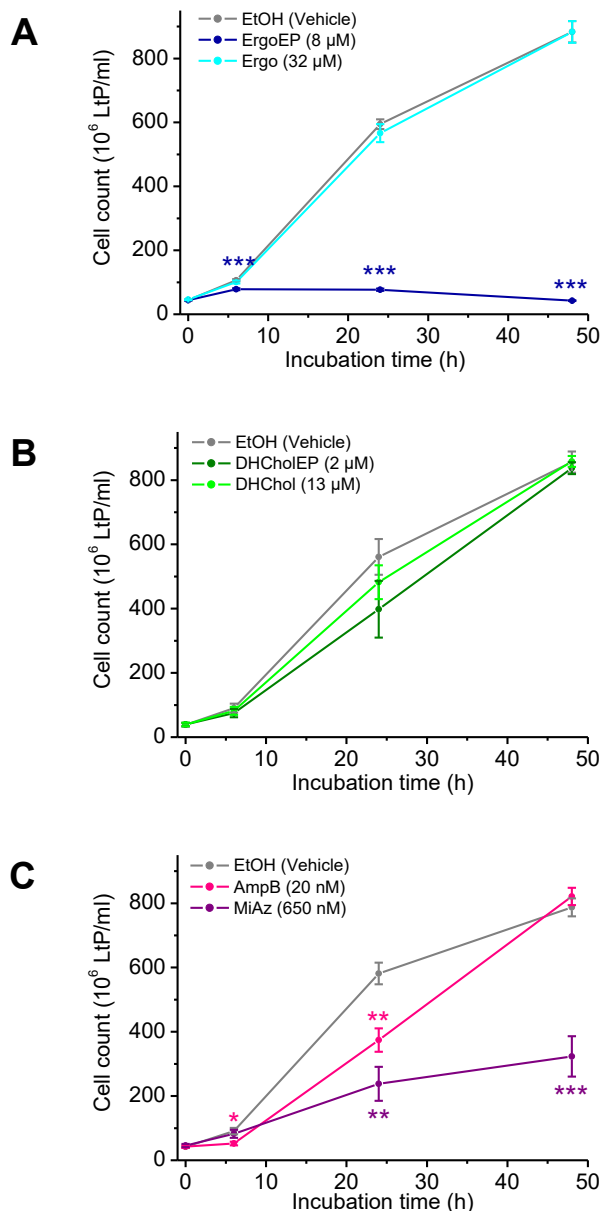 A
EtOH (Vehicle)
ErgoEP (8 µM)
Ergo (32 µM)
Cell count (10⁶ LtP/ml)
800
600
400
200
0
***
***
***
0 10 20 30 40 50
Incubation time (h)
B
EtOH (Vehicle)
DHCholEP (2 µM)
DHChol (13 µM)
Cell count (10⁶ LtP/ml)
800
600
400
200
0
0 10 20 30 40 50
Incubation time (h)
C
EtOH (Vehicle)
AmpB (20 nM)
MiAz (650 nM)
Cell count (10⁶ LtP/ml)
800
600
400
200
0
**
*
**
***
0 10 20 30 40 50
Incubation time (h)